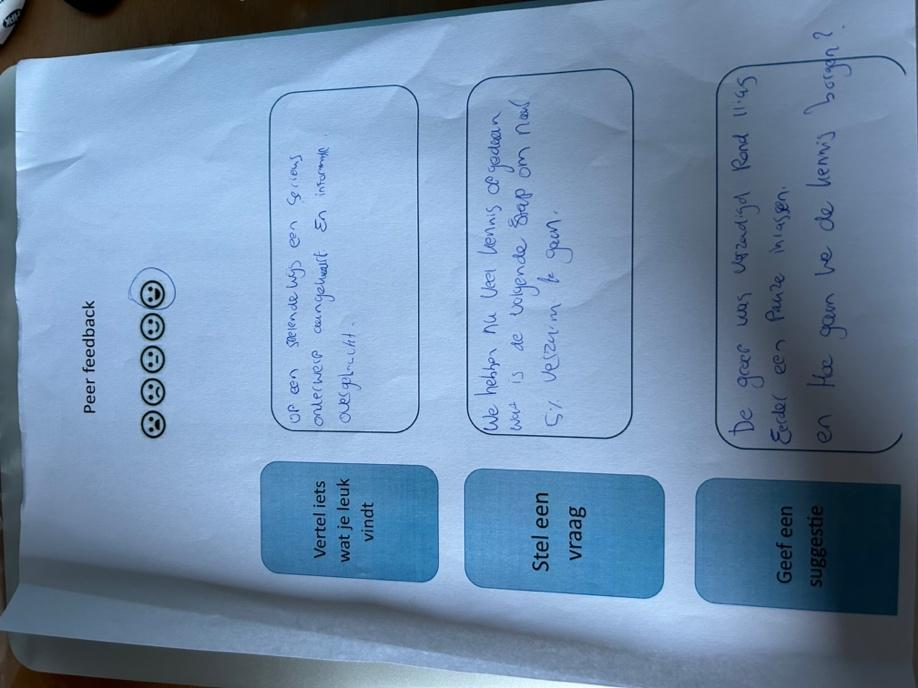 Peer feedback
Vertel iets
wat je leuk
vindt
op een spelende wijs een serieus
onderwerp aangekaart En informatie
overgebracht.
Stel een
vraag
We hebben nu veel kennis opgedaan
wat is de volgende stap om naar
5% verzuim te gaan.
Geef een
suggestie
De groep was verzadigd Rond 11:45
Eerder een Pauze inlassen.
en Hoe gaan we de kennis borgen?